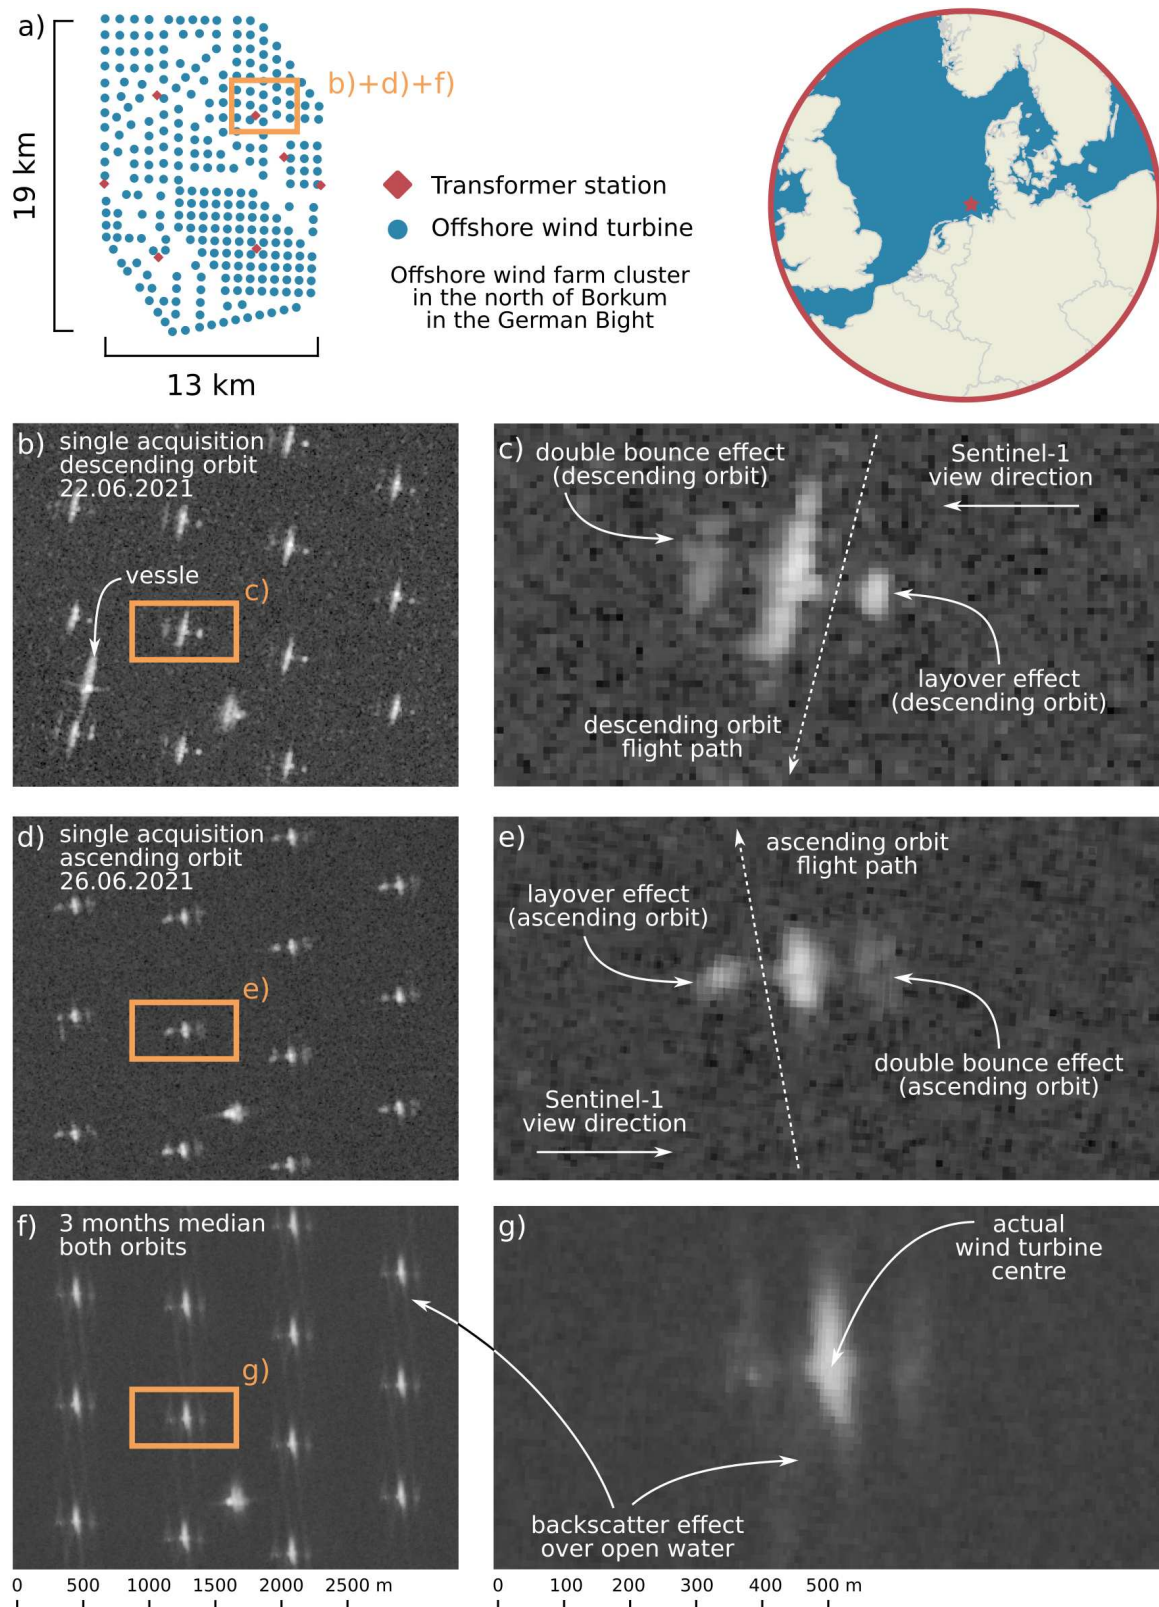 a)
b)+d)+f)
19 km
13 km
Transformer station
Offshore wind turbine
Offshore wind farm cluster
in the north of Borkum
in the German Bight
b)
single acquisition
descending orbit
22.06.2021
vessle
c)
c)
double bounce effect
(descending orbit)
Sentinel-1
view direction
layover effect
(descending orbit)
descending orbit
flight path
d)
single acquisition
ascending orbit
26.06.2021
e)
e)
ascending orbit
flight path
layover effect
(ascending orbit)
double bounce effect
(ascending orbit)
Sentinel-1
view direction
f)
3 months median
both orbits
g)
g)
actual
wind turbine
centre
backscatter effect
over open water
0 500 1000 1500 2000 2500 m
0 100 200 300 400 500 m